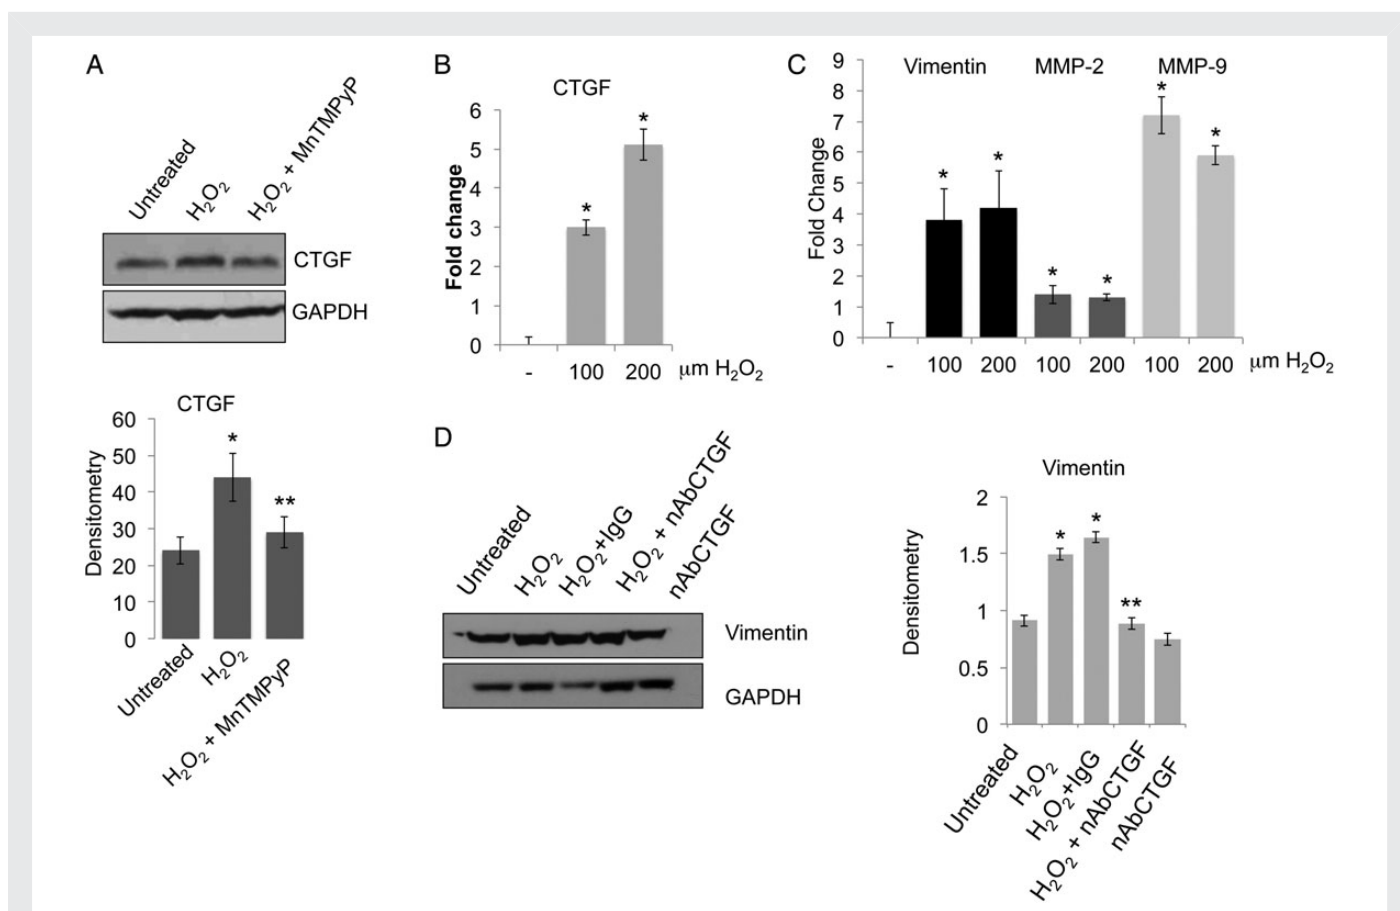 A
Untreated
H₂O₂
H₂O₂ + MnTMPyP
CTGF
GAPDH
CTGF
Densitometry
60
50
40
30
20
10
0
*
**
Untreated
H₂O₂
H₂O₂ + MnTMPyP
B
CTGF
Fold change
6
5
4
3
2
1
0
*
*
- 100 200 μm H₂O₂
C
Vimentin MMP-2 MMP-9
Fold Change
9
8
7
6
5
4
3
2
1
0
* * * * * *
- 100 200 100 200 100 200 μm H₂O₂
D
Untreated
H₂O₂
H₂O₂+IgG
H₂O₂ + nAbCTGF
nAbCTGF
Vimentin
GAPDH
Vimentin
Densitometry
2
1.5
1
0.5
0
* * **
Untreated
H₂O₂
H₂O₂+IgG
H₂O₂ + nAbCTGF
nAbCTGF